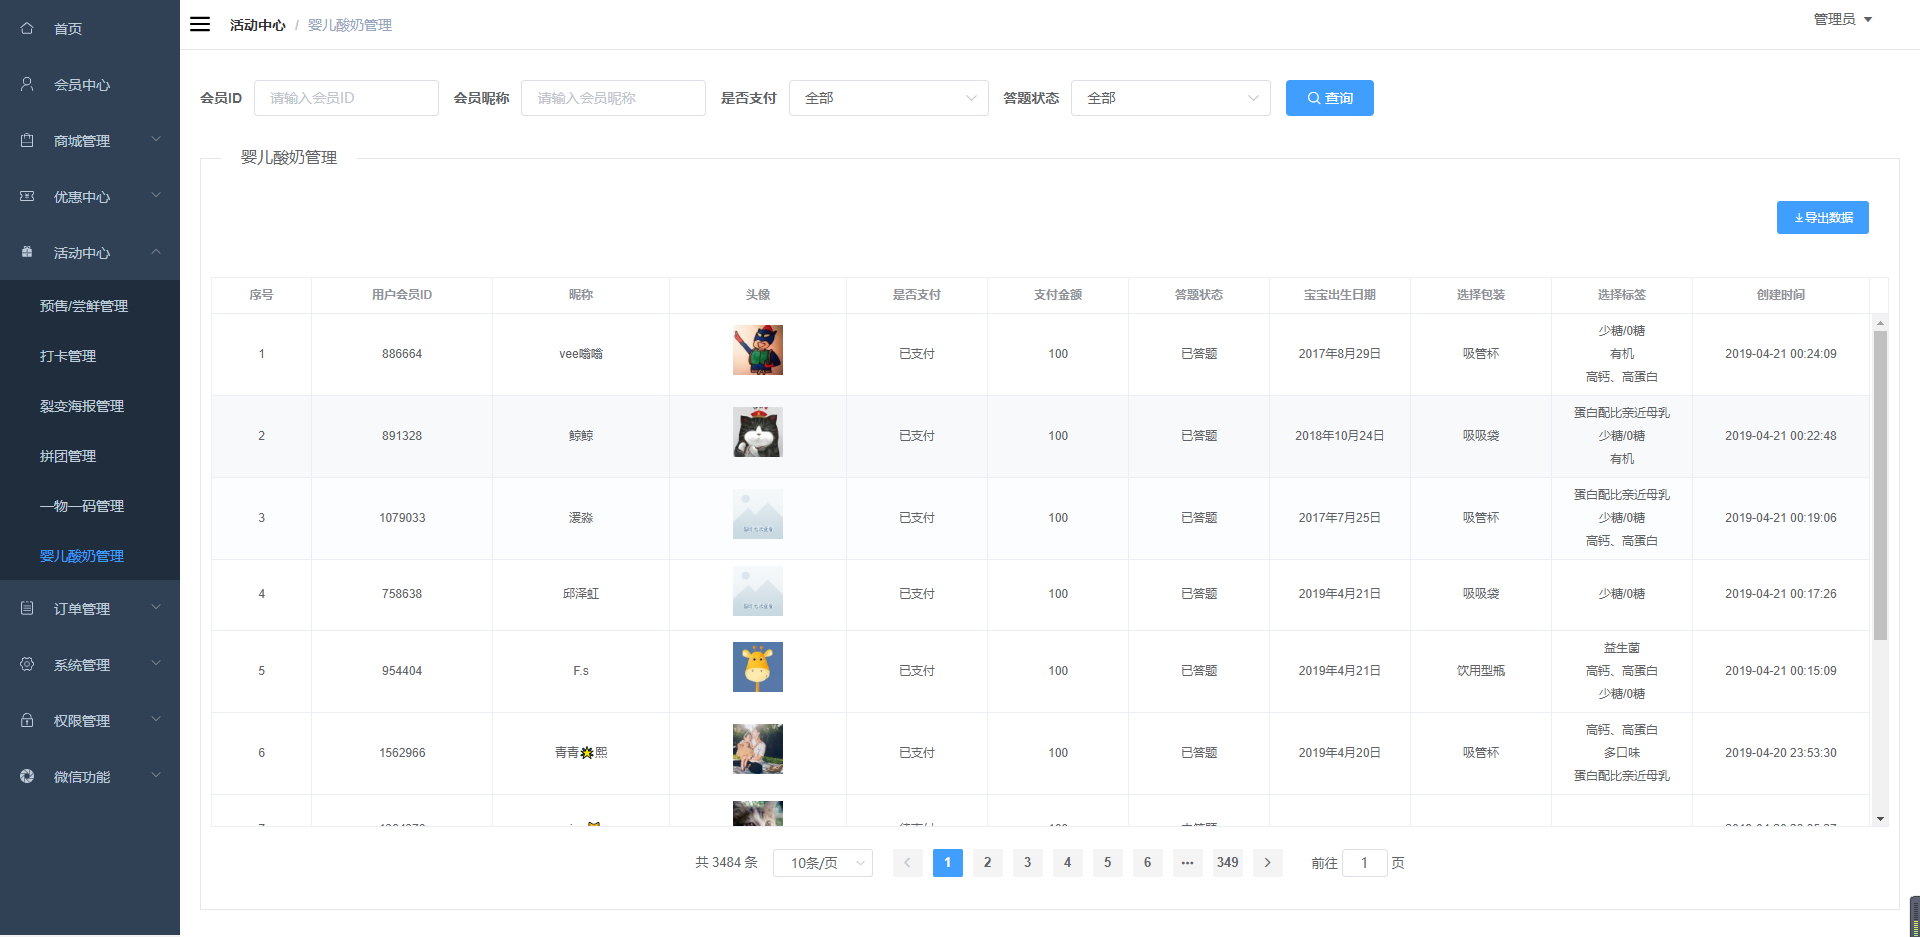 首页
会员中心
商城管理
优惠中心
活动中心
预售/尝鲜管理
打卡管理
裂变海报管理
拼团管理
一物一码管理
婴儿酸奶管理
订单管理
系统管理
权限管理
微信功能
活动中心 / 婴儿酸奶管理
管理员
会员ID 请输入会员ID 会员昵称 请输入会员昵称 是否支付 全部 答题状态 全部 查询
婴儿酸奶管理
导出数据
序号 用户会员ID 昵称 头像 是否支付 支付金额 答题状态 宝宝出生日期 选择包装 选择标签 创建时间
少糖/0糖
1 886664 vee嗡嗡 已支付 100 已答题 2017年8月29日 吸管杯 有机 2019-04-21 00:24:09
高钙、高蛋白
蛋白配比亲近母乳
2 891328 鲸鲸 已支付 100 已答题 2018年10月24日 吸吸袋 少糖/0糖 2019-04-21 00:22:48
有机
蛋白配比亲近母乳
3 1079033 湲淼 已支付 100 已答题 2017年7月25日 吸管杯 少糖/0糖 2019-04-21 00:19:06
高钙、高蛋白
4 758638 邱泽虹 已支付 100 已答题 2019年4月21日 吸吸袋 少糖/0糖 2019-04-21 00:17:26
益生菌
5 954404 F.s 已支付 100 已答题 2019年4月21日 饮用型瓶 高钙、高蛋白 2019-04-21 00:15:09
少糖/0糖
高钙、高蛋白
6 1562966 青青熙 已支付 100 已答题 2019年4月20日 吸管杯 多口味 2019-04-20 23:53:30
蛋白配比亲近母乳
共 3484 条 10条/页 1 2 3 4 5 6 ••• 349 前往 1 页